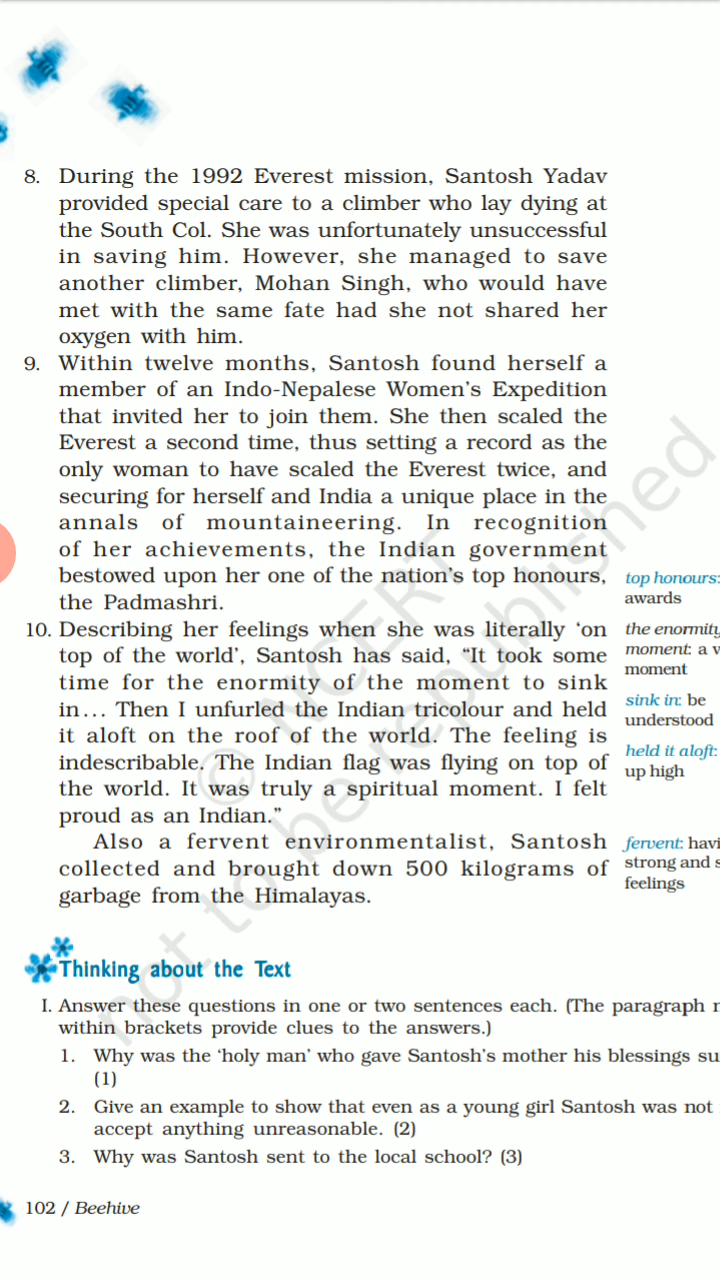 8. During the 1992 Everest mission, Santosh Yadav
provided special care to a climber who lay dying at
the South Col. She was unfortunately unsuccessful
in saving him. However, she managed to save
another climber, Mohan Singh, who would have
met with the same fate had she not shared her
oxygen with him.
9. Within twelve months, Santosh found herself a
member of an Indo-Nepalese Women's Expedition
that invited her to join them. She then scaled the
Everest a second time, thus setting a record as the
only woman to have scaled the Everest twice, and
securing for herself and India a unique place in the
annals of mountaineering. In recognition
of her achievements, the Indian government
bestowed upon her one of the nation's top honours,
the Padmashri.
top honours:
awards
10. Describing her feelings when she was literally 'on
top of the world', Santosh has said, "It took some
time for the enormity of the moment to sink
in... Then I unfurled the Indian tricolour and held
it aloft on the roof of the world. The feeling is
indescribable. The Indian flag was flying on top of
the world. It was truly a spiritual moment. I felt
proud as an Indian."
the enormity
moment: a v
moment
sink in: be
understood
held it aloft:
up high
Also a fervent environmentalist, Santosh
collected and brought down 500 kilograms of
garbage from the Himalayas.
fervent: havi
strong and s
feelings
Thinking about the Text
I. Answer these questions in one or two sentences each. (The paragraph
within brackets provide clues to the answers.)
1. Why was the 'holy man' who gave Santosh's mother his blessings su
(1)
2. Give an example to show that even as a young girl Santosh was not
accept anything unreasonable. (2)
3. Why was Santosh sent to the local school? (3)
102 / Beehive
© NCERT
not to be republished